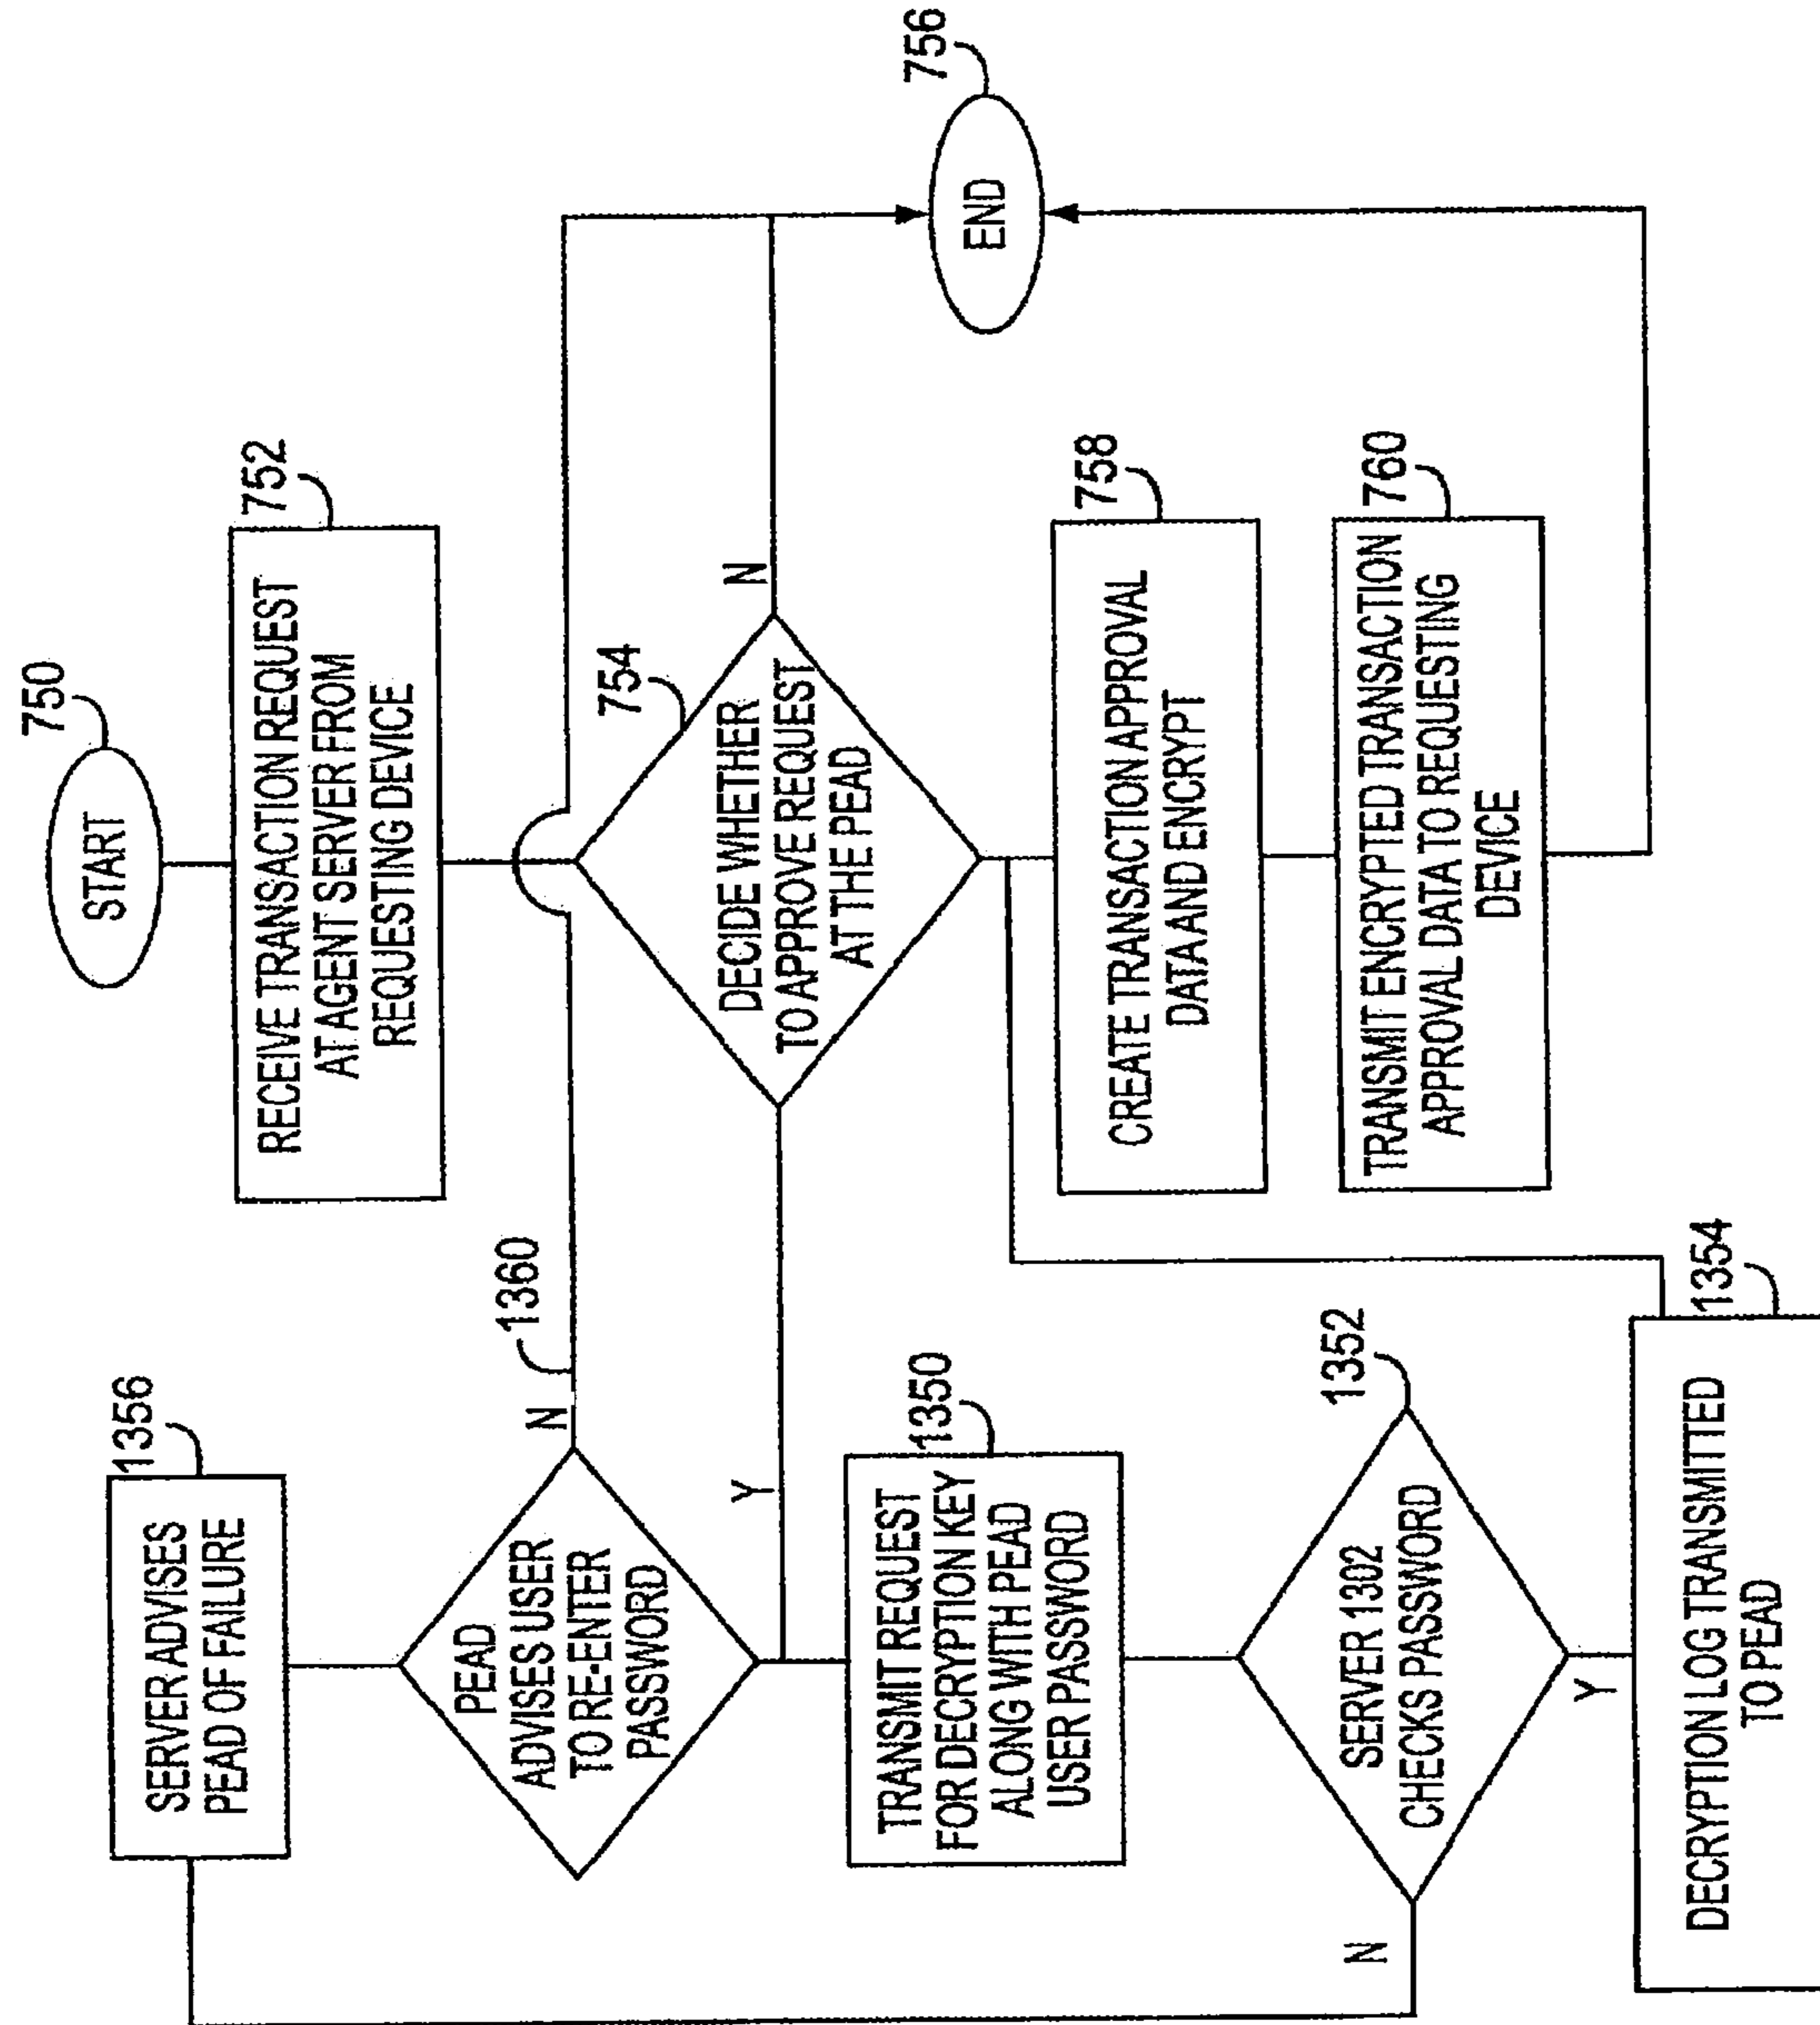 750
START
752
RECEIVE TRANSACTION REQUEST
AT AGENT SERVER FROM
REQUESTING DEVICE
754
DECIDE WHETHER
TO APPROVE REQUEST
AT THE PEAD
N
Y
756
END
758
CREATE TRANSACTION APPROVAL
DATA AND ENCRYPT
760
TRANSMIT ENCRYPTED TRANSACTION
APPROVAL DATA TO REQUESTING
DEVICE
1356
SERVER ADVISES
PEAD OF FAILURE
1360
N
PEAD
ADVISES USER
TO RE-ENTER
PASSWORD
1350
TRANSMIT REQUEST
FOR DECRYPTION KEY
ALONG WITH PEAD
USER PASSWORD
1352
SERVER 1302
CHECKS PASSWORD
N
Y
1354
DECRYPTION LOG TRANSMITTED
TO PEAD